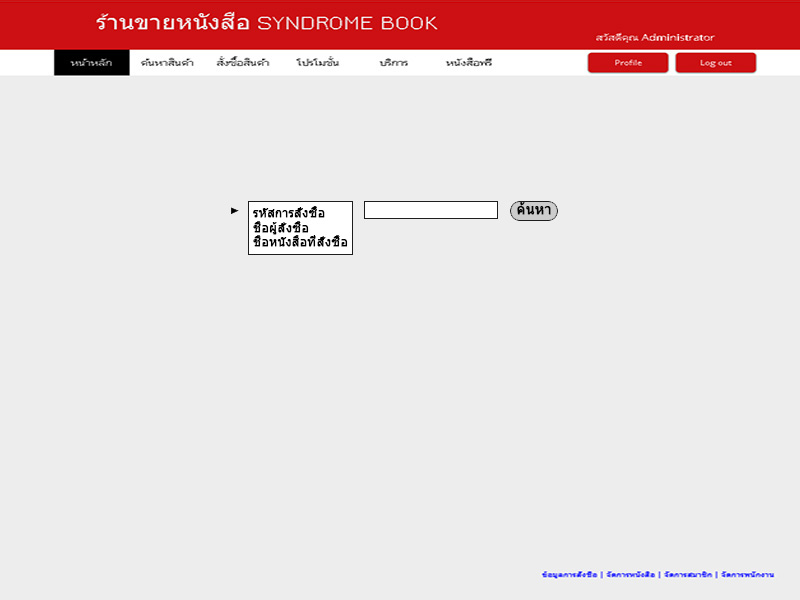 ร้านขายหนังสือ SYNDROME BOOK
สวัสดีคุณ Administrator
หน้าหลัก ค้นหาสินค้า สั่งซื้อสินค้า โปรโมชั่น บริการ หนังสือฟรี Profile Log out
รหัสการสั่งซื้อ
ชื่อผู้สั่งซื้อ
ชื่อหนังสือที่สั่งซื้อ
ค้นหา
ข้อมูลการสั่งซื้อ | จัดการหนังสือ | จัดการสมาชิก | จัดการพนักงาน